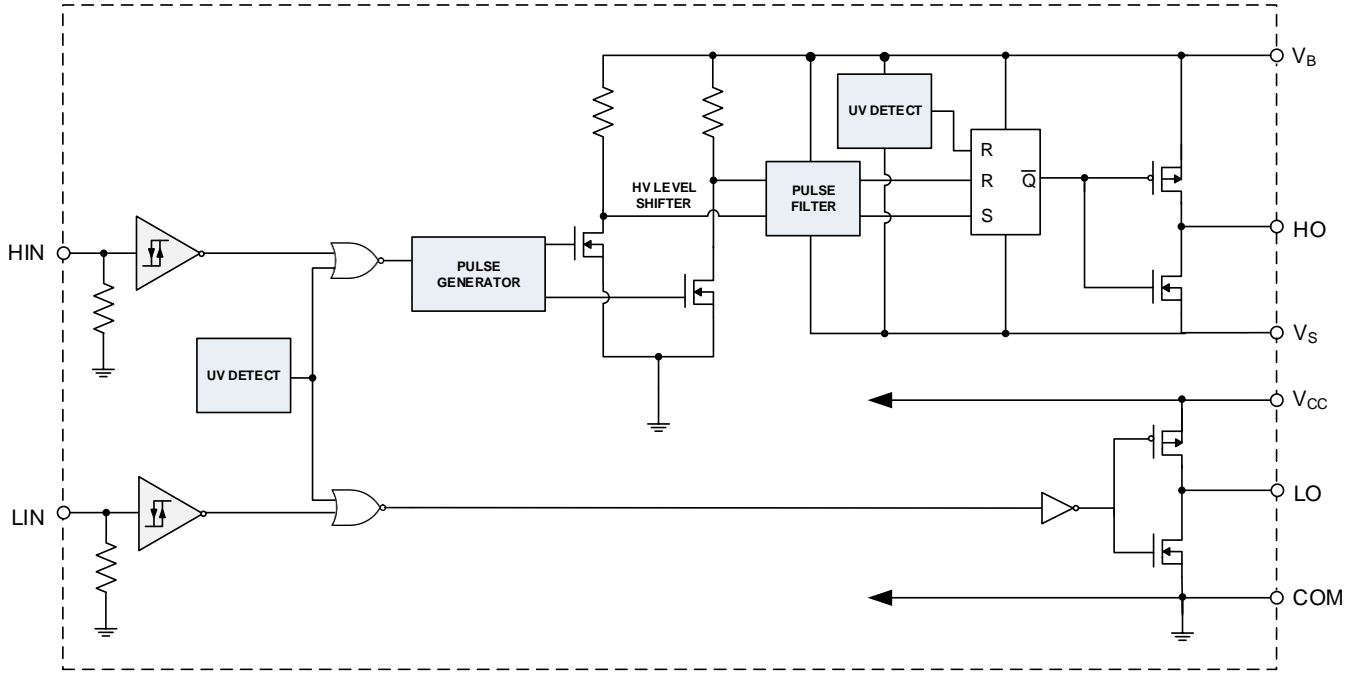 V_B
UV DETECT
R
HV LEVEL
SHIFTER
PULSE
FILTER
R
Q̅
S
HIN
PULSE
GENERATOR
HO
V_S
UV DETECT
V_CC
LIN
LO
COM